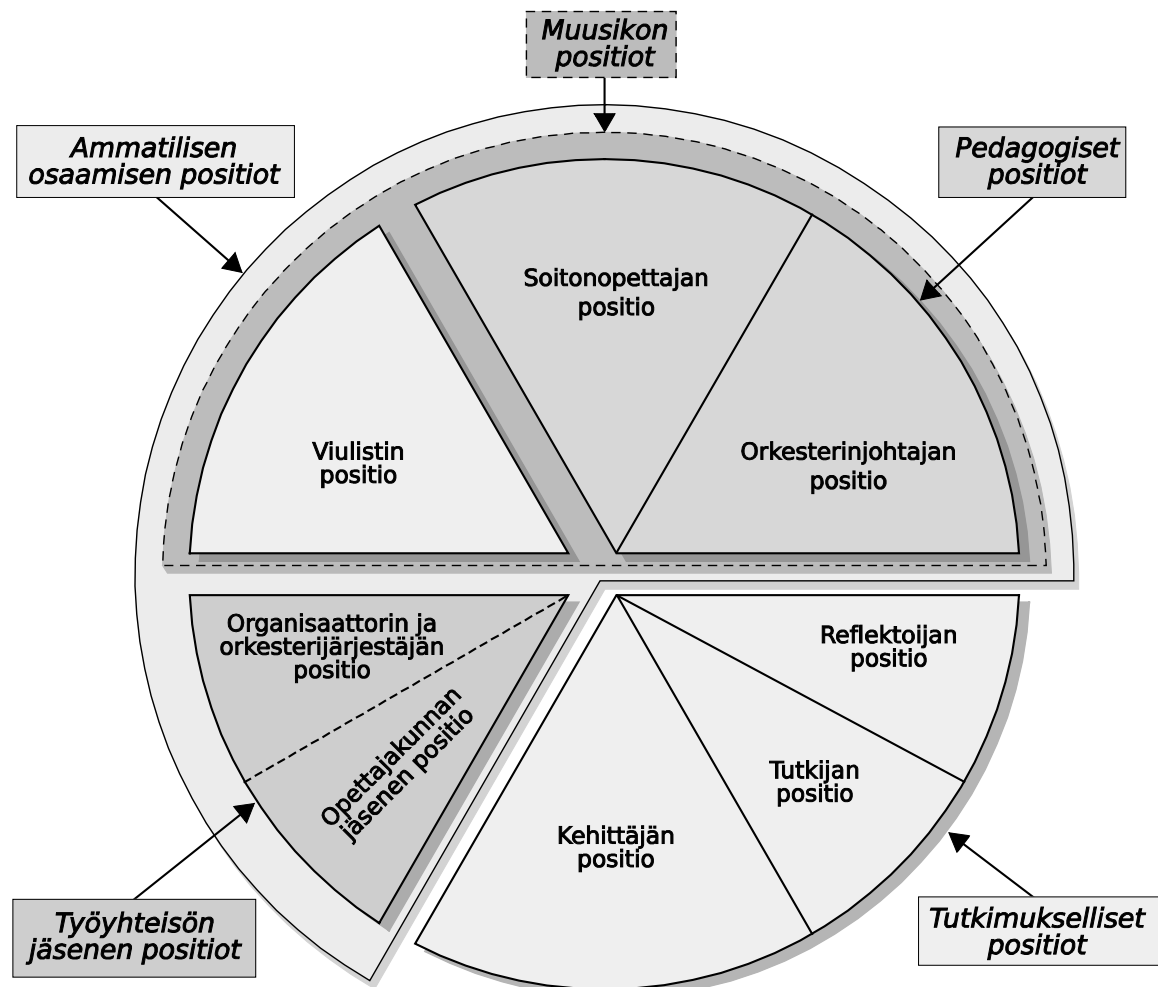 Muusikon
positiot
Ammatilisen
osaamisen positiot
Pedagogiset
positiot
Soitonopettajan
positio
Viulistin
positio
Orkesterinjohtajan
positio
Organisaattorin ja
orkesterijärjestäjän
positio
Opettajakunnan
jäsenen positio
Reflektoijan
positio
Tutkijan
positio
Kehittäjän
positio
Työyhteisön
jäsenen positiot
Tutkimukselliset
positiot